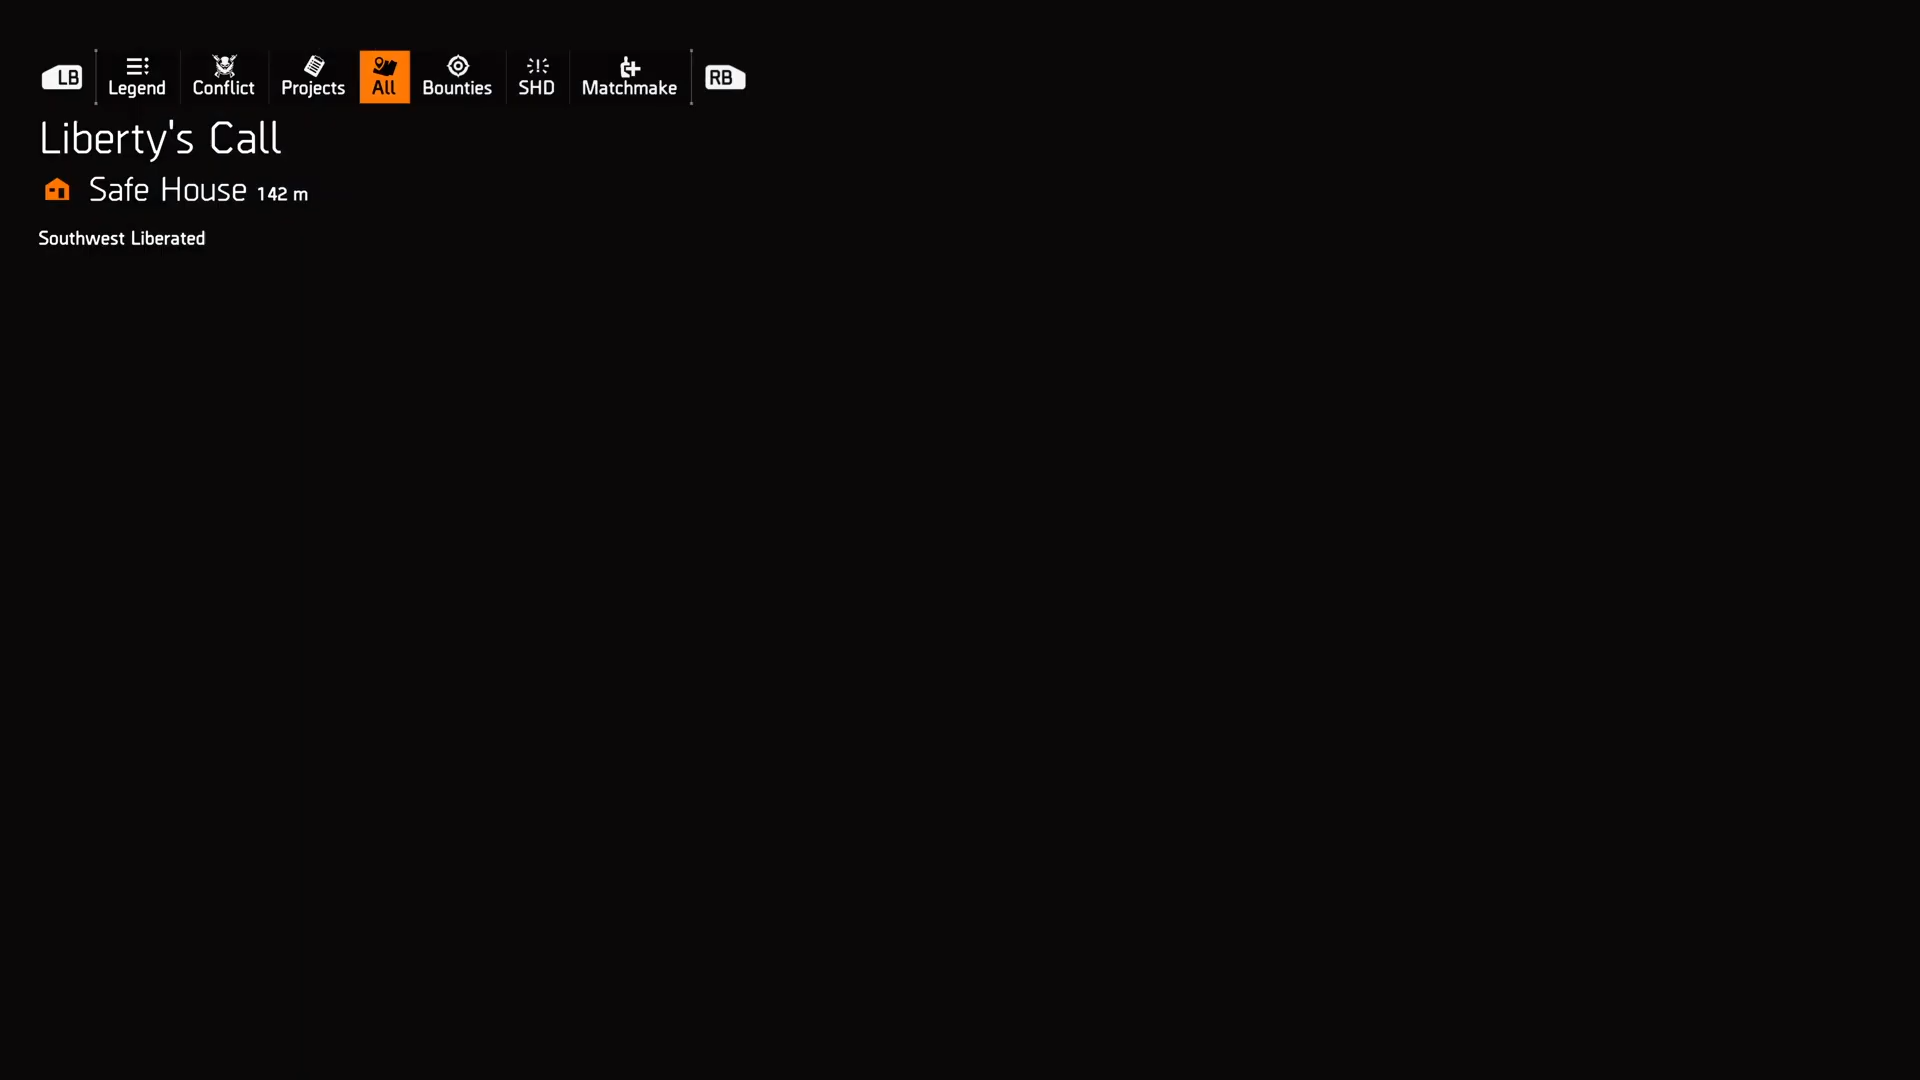 LB Legend Conflict Projects All Bounties SHD Matchmake RB
Liberty's Call
Safe House 142 m
Southwest Liberated